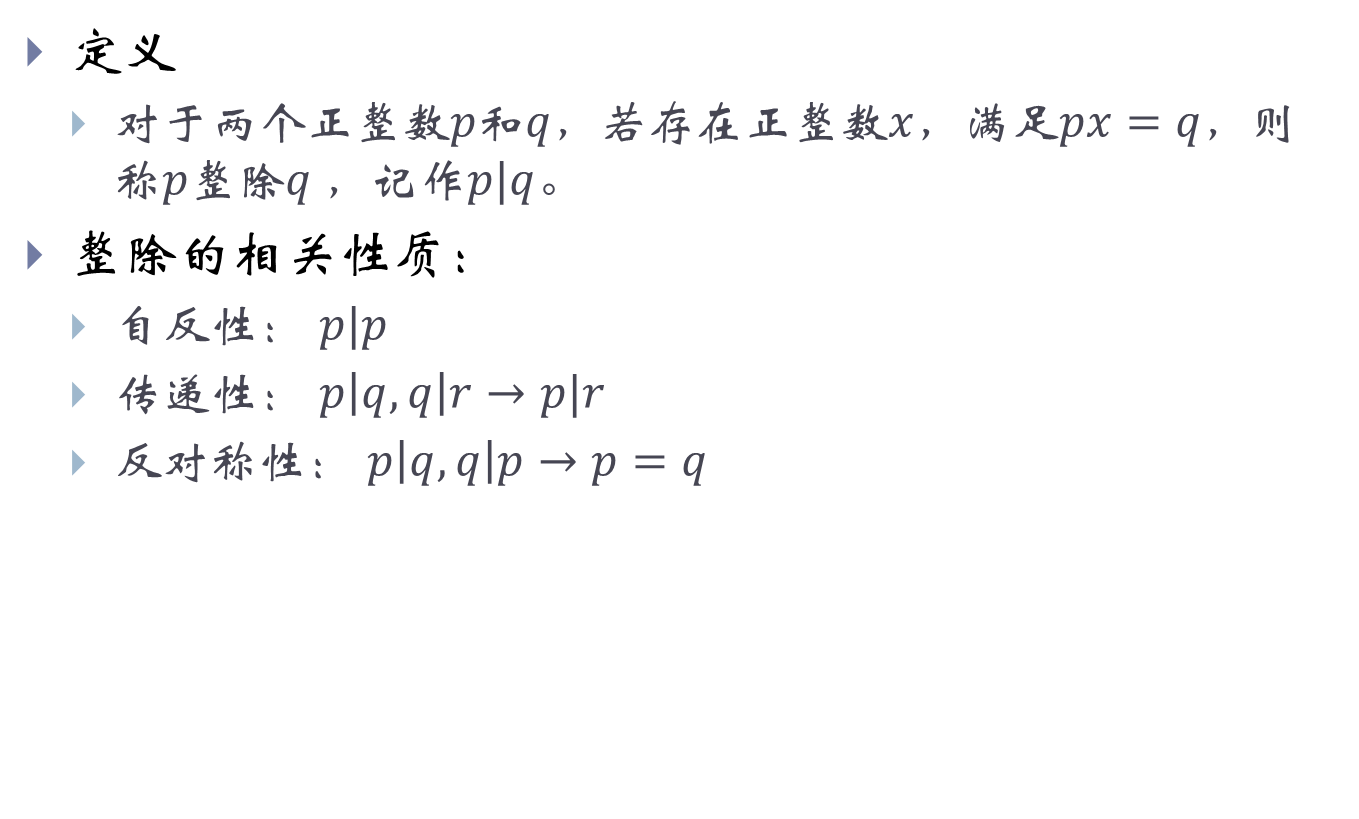 定义
对于两个正整数p和q，若存在正整数x，满足px = q，则
称p整除q ，记作p|q。
整除的相关性质：
自反性： p|p
传递性： p|q, q|r → p|r
反对称性： p|q, q|p → p = q